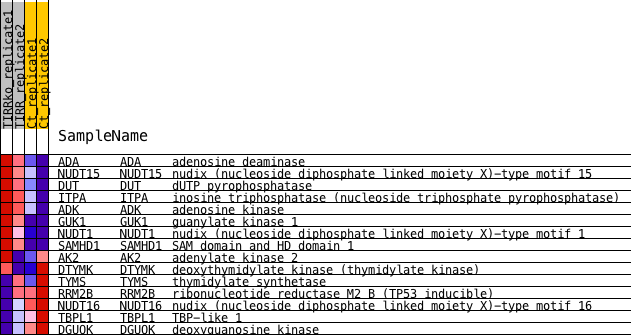 TIRRko_replicate1
TIRR_replicate2
Ct_replicate1
Ct_replicate2
SampleName
ADA ADA adenosine deaminase
NUDT15 NUDT15 nudix (nucleoside diphosphate linked moiety X)-type motif 15
DUT DUT dUTP pyrophosphatase
ITPA ITPA inosine triphosphatase (nucleoside triphosphate pyrophosphatase)
ADK ADK adenosine kinase
GUK1 GUK1 guanylate kinase 1
NUDT1 NUDT1 nudix (nucleoside diphosphate linked moiety X)-type motif 1
SAMHD1 SAMHD1 SAM domain and HD domain 1
AK2 AK2 adenylate kinase 2
DTYMK DTYMK deoxythymidylate kinase (thymidylate kinase)
TYMS TYMS thymidylate synthetase
RRM2B RRM2B ribonucleotide reductase M2 B (TP53 inducible)
NUDT16 NUDT16 nudix (nucleoside diphosphate linked moiety X)-type motif 16
TBPL1 TBPL1 TBP-like 1
DGUOK DGUOK deoxyguanosine kinase